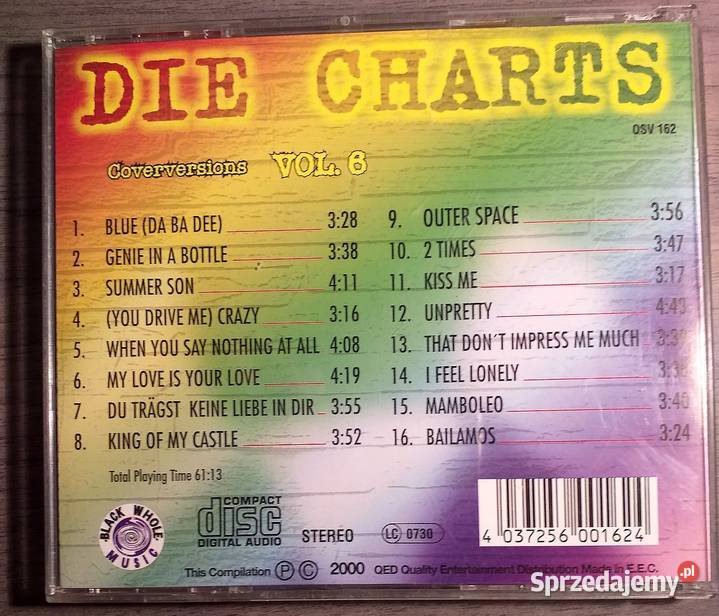 DIE CHARTS
QSV 162
Coverversions VOL. 6
1. BLUE (DA BA DEE) 3:28
2. GENIE IN A BOTTLE 3:38
3. SUMMER SON 4:11
4. (YOU DRIVE ME) CRAZY 3:16
5. WHEN YOU SAY NOTHING AT ALL 4:08
6. MY LOVE IS YOUR LOVE 4:19
7. DU TRÄGST KEINE LIEBE IN DIR 3:55
8. KING OF MY CASTLE 3:52
9. OUTER SPACE 3:56
10. 2 TIMES 3:47
11. KISS ME 3:17
12. UNPRETTY
13. THAT DON´T IMPRESS ME MUCH
14. I FEEL LONELY
15. MAMBOLEO
16. BAILAMOS 3:24
Total Playing Time 61:13
BLACK WHOLE MUSIC
COMPACT
disc
DIGITAL AUDIO
STEREO
LC 0730
4 037256 001624
This Compilation Ⓟ © 2000 QED Quality Entertainment Distribution Made in E.E.C.
Sprzedajemy.pl